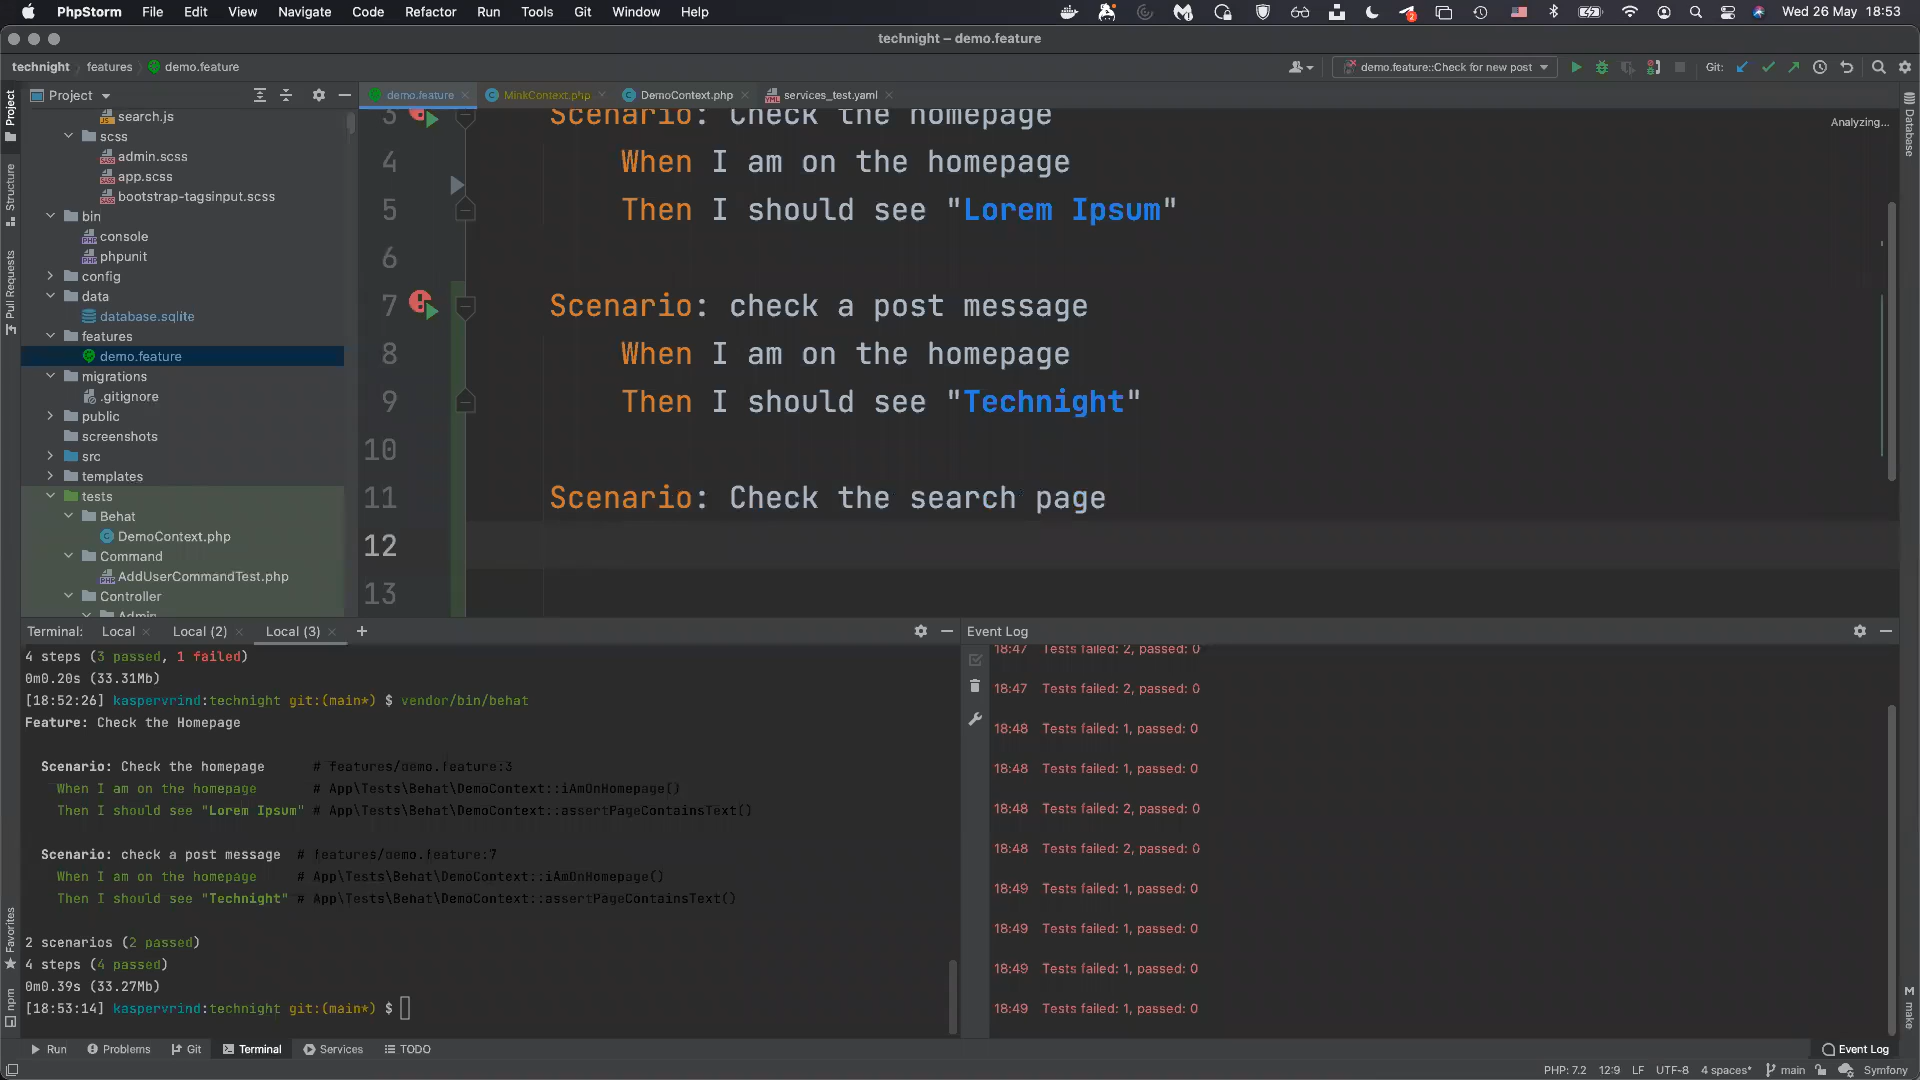 PhpStorm File Edit View Navigate Code Refactor Run Tools Git Window Help
2
Wed 26 May 18:53
technight – demo.feature
technight features demo.feature
demo.feature::Check for new post
Git:
Project
demo.feature
MinkContext.php
DemoContext.php
services_test.yaml
Analyzing...
Project
Structure
Pull Requests
Favorites
npm
Database
make
search.js
scss
admin.scss
app.scss
bootstrap-tagsinput.scss
bin
console
phpunit
config
data
database.sqlite
features
demo.feature
migrations
.gitignore
public
screenshots
src
templates
tests
Behat
DemoContext.php
Command
AddUserCommandTest.php
Controller
Admin
3 Scenario: Check the homepage
4 When I am on the homepage
5 Then I should see "Lorem Ipsum"
6
7 Scenario: check a post message
8 When I am on the homepage
9 Then I should see "Technight"
10
11 Scenario: Check the search page
12
13
Terminal: Local Local (2) Local (3)
4 steps (3 passed, 1 failed)
0m0.20s (33.31Mb)
[18:52:26] kaspervrind:technight git:(main*) $ vendor/bin/behat
Feature: Check the Homepage
Scenario: Check the homepage # features/demo.feature:3
When I am on the homepage # App\Tests\Behat\DemoContext::iAmOnHomepage()
Then I should see "Lorem Ipsum" # App\Tests\Behat\DemoContext::assertPageContainsText()
Scenario: check a post message # features/demo.feature:7
When I am on the homepage # App\Tests\Behat\DemoContext::iAmOnHomepage()
Then I should see "Technight" # App\Tests\Behat\DemoContext::assertPageContainsText()
2 scenarios (2 passed)
4 steps (4 passed)
0m0.39s (33.27Mb)
[18:53:14] kaspervrind:technight git:(main*) $
Event Log
18:47 Tests failed: 2, passed: 0
18:47 Tests failed: 2, passed: 0
18:48 Tests failed: 1, passed: 0
18:48 Tests failed: 1, passed: 0
18:48 Tests failed: 2, passed: 0
18:48 Tests failed: 2, passed: 0
18:49 Tests failed: 1, passed: 0
18:49 Tests failed: 1, passed: 0
18:49 Tests failed: 1, passed: 0
18:49 Tests failed: 1, passed: 0
Run Problems Git Terminal Services TODO
Event Log
PHP: 7.2 12:9 LF UTF-8 4 spaces* main Symfony